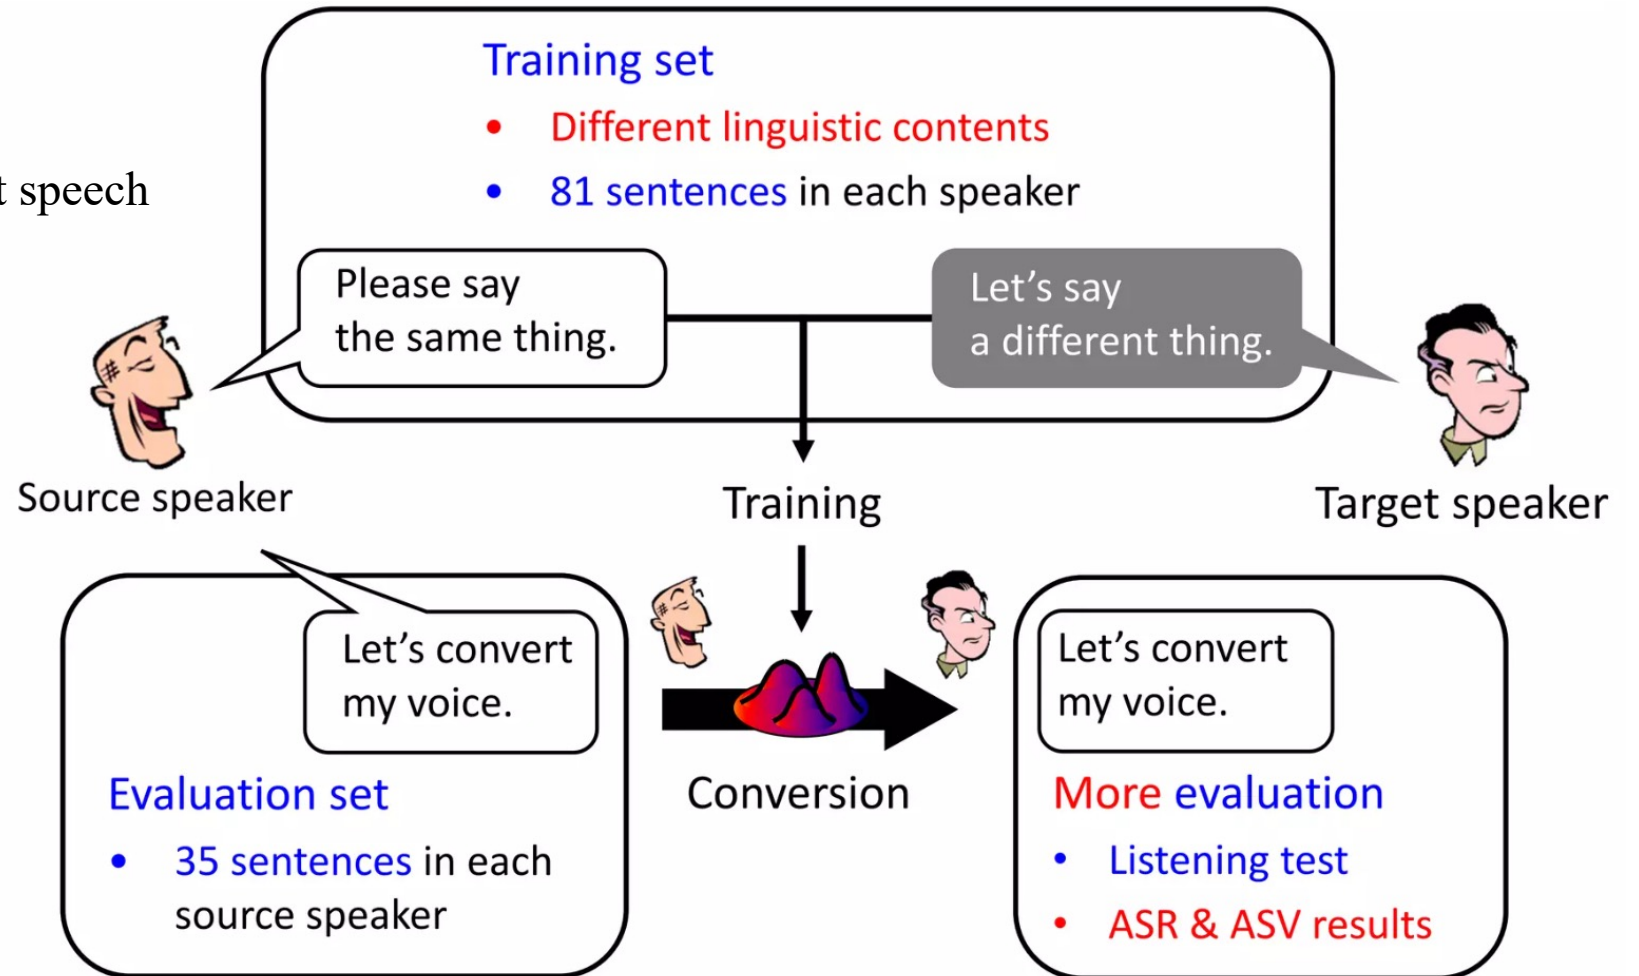 Training set
• Different linguistic contents
• 81 sentences in each speaker
t speech
Please say
the same thing.
Let's say
a different thing.
Source speaker
Training
Target speaker
Let's convert
my voice.
Evaluation set
• 35 sentences in each
source speaker
Conversion
Let's convert
my voice.
More evaluation
• Listening test
• ASR & ASV results